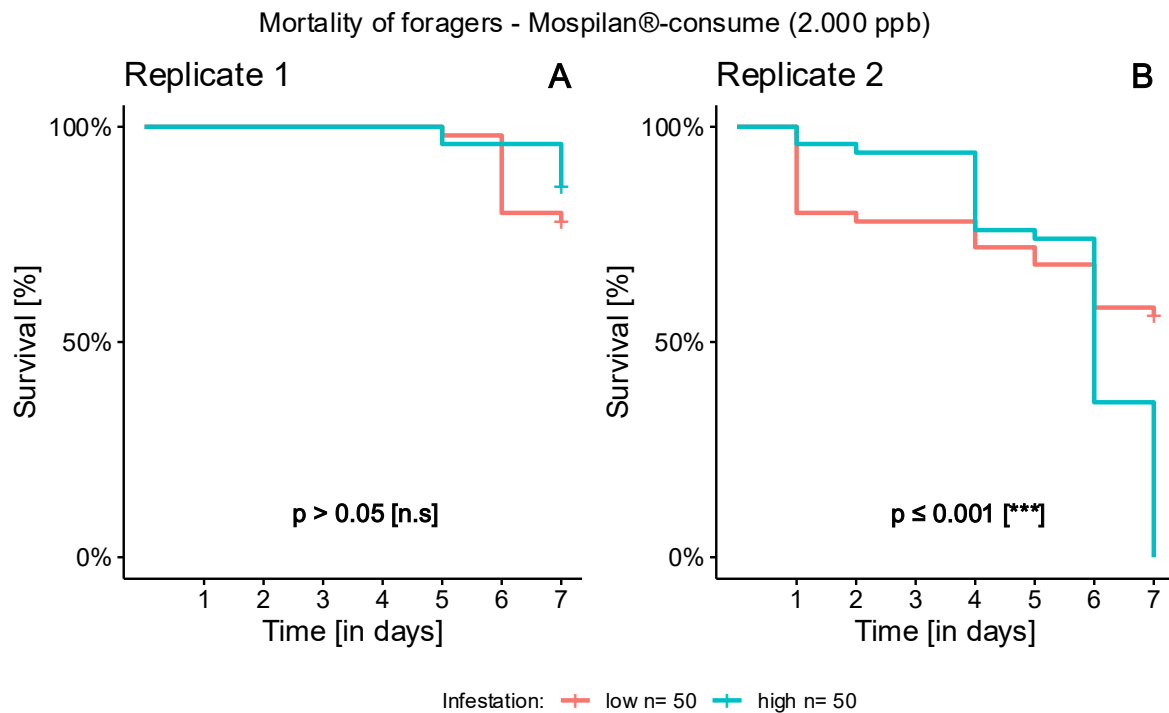 Mortality of foragers - Mospilan®-consume (2.000 ppb)
Replicate 1
A
100%
50%
0%
Survival [%]
p > 0.05 [n.s]
1 2 3 4 5 6 7
Time [in days]
Replicate 2
B
100%
50%
0%
Survival [%]
p ≤ 0.001 [***]
1 2 3 4 5 6 7
Time [in days]
Infestation: low n= 50 high n= 50